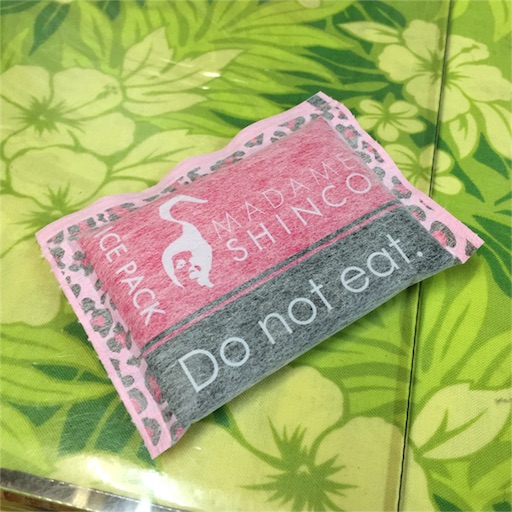 ICE PACK
MADAME
SHINCO
Do not eat.